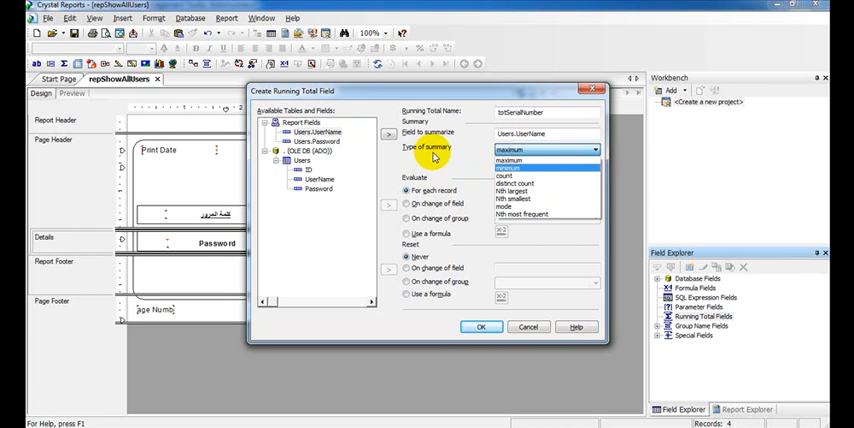 Crystal Reports - [repShowAllUsers]
File Edit View Insert Format Database Report Window Help
100%
Start Page repShowAllUsers
Design Preview
Report Header
Page Header
Print Date
كلمة المرور
Details
Password
Report Footer
Page Footer
age Numb
Create Running Total Field
Available Tables and Fields:
Report Fields
Users.UserName
Users.Password
. (OLE DB (ADO))
Users
ID
UserName
Password
Running Total Name: totSerialNumber
Summary
Field to summarize Users.UserName
Type of summary maximum
maximum
minimum
count
distinct count
Nth largest
Nth smallest
mode
Nth most frequent
Evaluate
For each record
On change of field
On change of group
Use a formula
Reset
Never
On change of field
On change of group
Use a formula
OK Cancel Help
Workbench
Add
<Create a new project>
Field Explorer
Database Fields
Formula Fields
SQL Expression Fields
Parameter Fields
Running Total Fields
Group Name Fields
Special Fields
Field Explorer Report Explorer
For Help, press F1
Records: 4